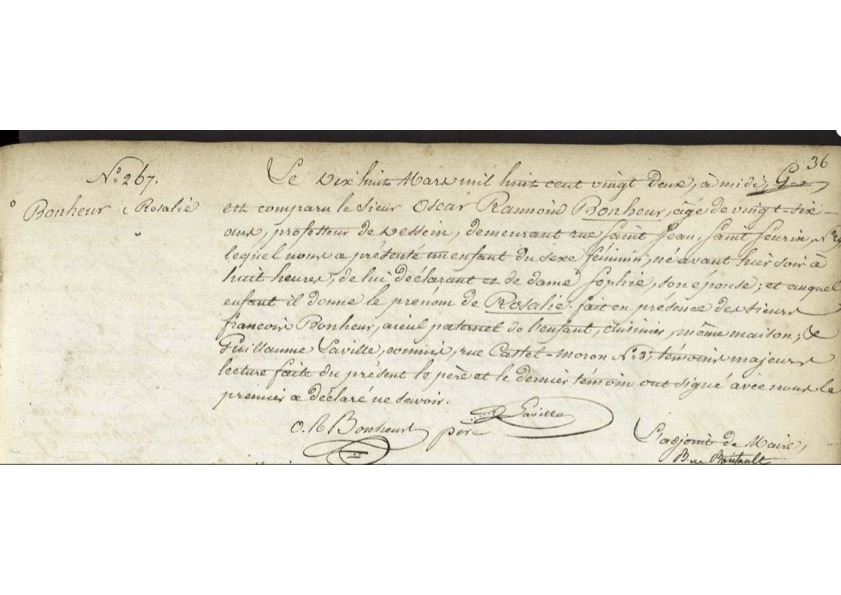 36
N.° 267.
Bonheur Rosalie
Le dix huit Mars mil huit cent vingt deux, à midi,
est comparu le Sieur Oscar Raimond Bonheur, âgé de vingt-six
ans, professeur de dessein, demeurant rue Saint Jean, Saint Seurin, N.°
lequel nous a présenté un enfant du sexe féminin, né avant hier soir à
huit heures, de lui déclarant et de dame Sophie, son épouse; et auquel
enfant il donne le prénom de Rosalie. fait en présence des Sieurs
françois Bonheur, aïeul paternel de l'enfant, cuisinier, même maison; &
Guillaume Laville, commis, rue Castel-moron N.° 3, témoins majeurs
lecture faite du présent le père et le dernier témoin ont signé avec nous le
premier a déclaré ne savoir.
Laville
O. R. Bonheur père
L'adjoint de Maire,